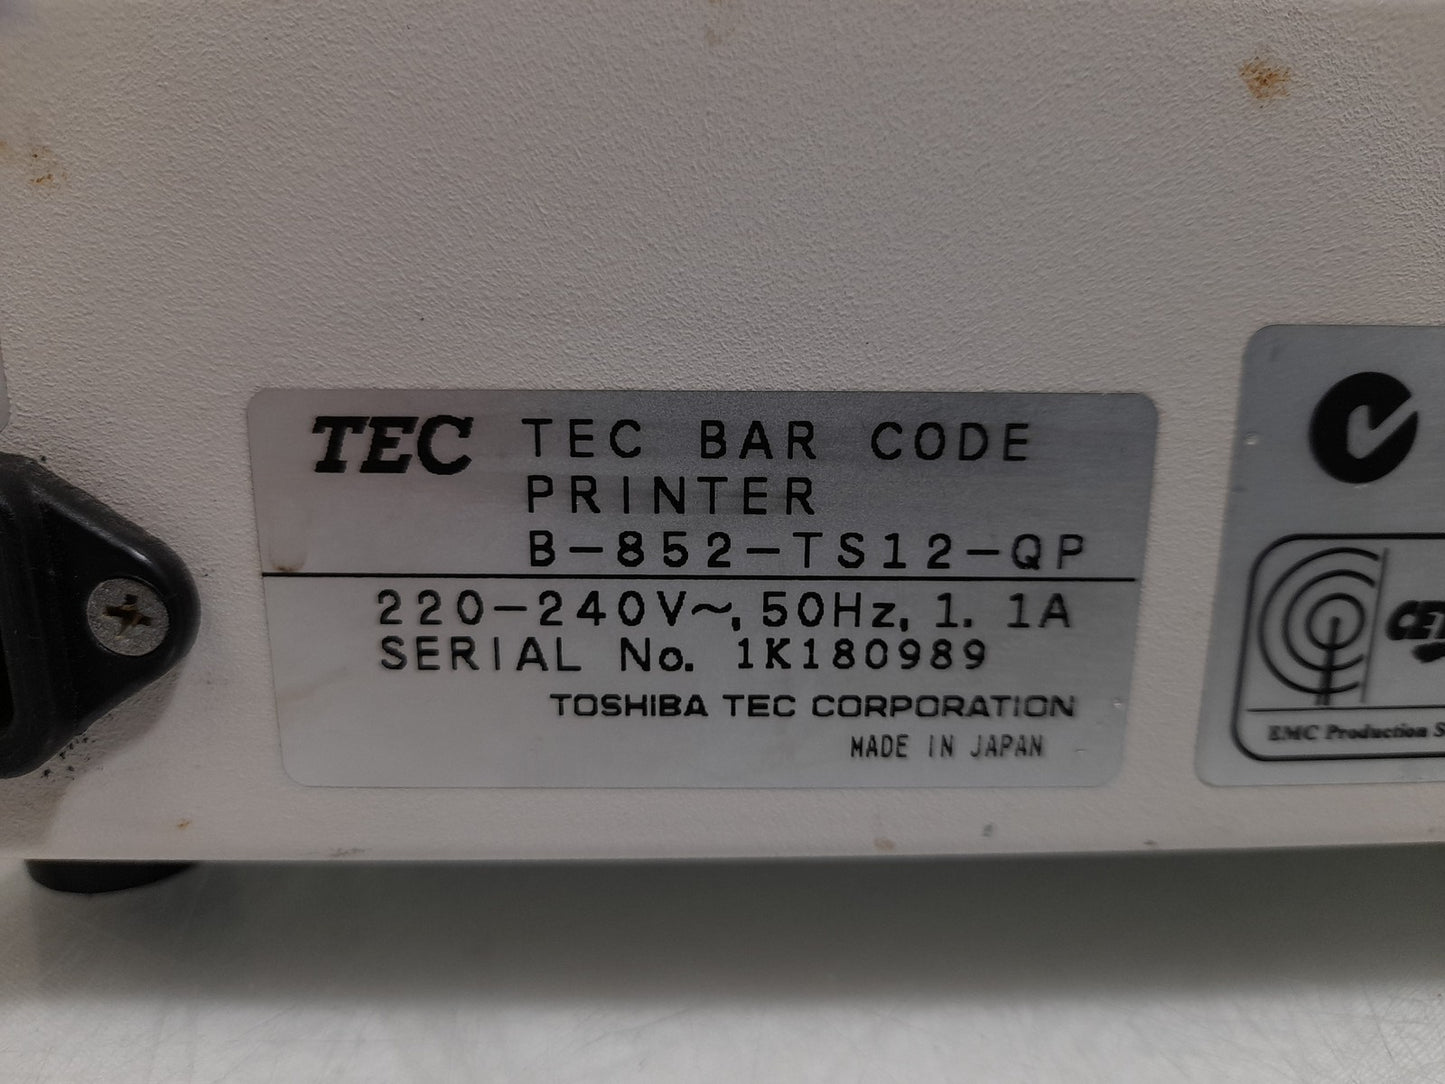 TEC TEC BAR CODE
PRINTER
B-852-TS12-QP
220-240V~, 50Hz, 1. 1A
SERIAL No. 1K180989
TOSHIBA TEC CORPORATION
MADE IN JAPAN
EMC Production